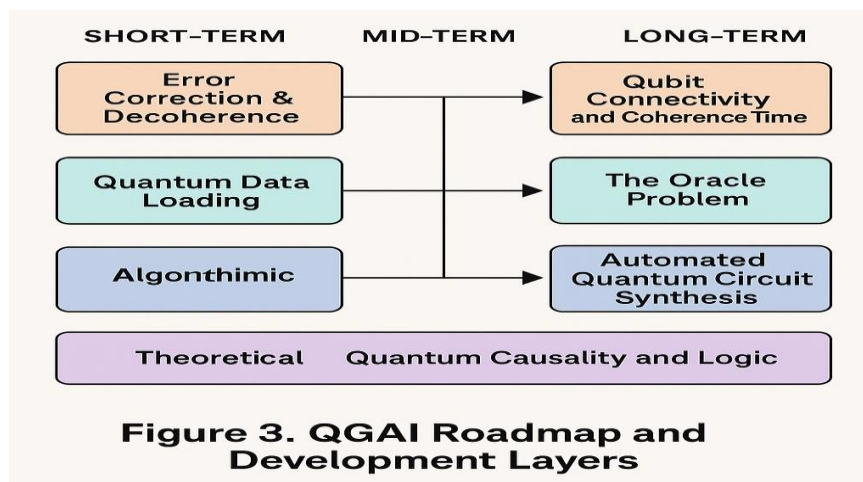 SHORT–TERM MID–TERM LONG–TERM
Error
Correction &
Decoherence
Qubit
Connectivity
and Coherence Time
Quantum Data
Loading
The Oracle
Problem
Algonthimic
Automated
Quantum Circuit
Synthesis
Theoretical Quantum Causality and Logic
Figure 3. QGAI Roadmap and
Development Layers